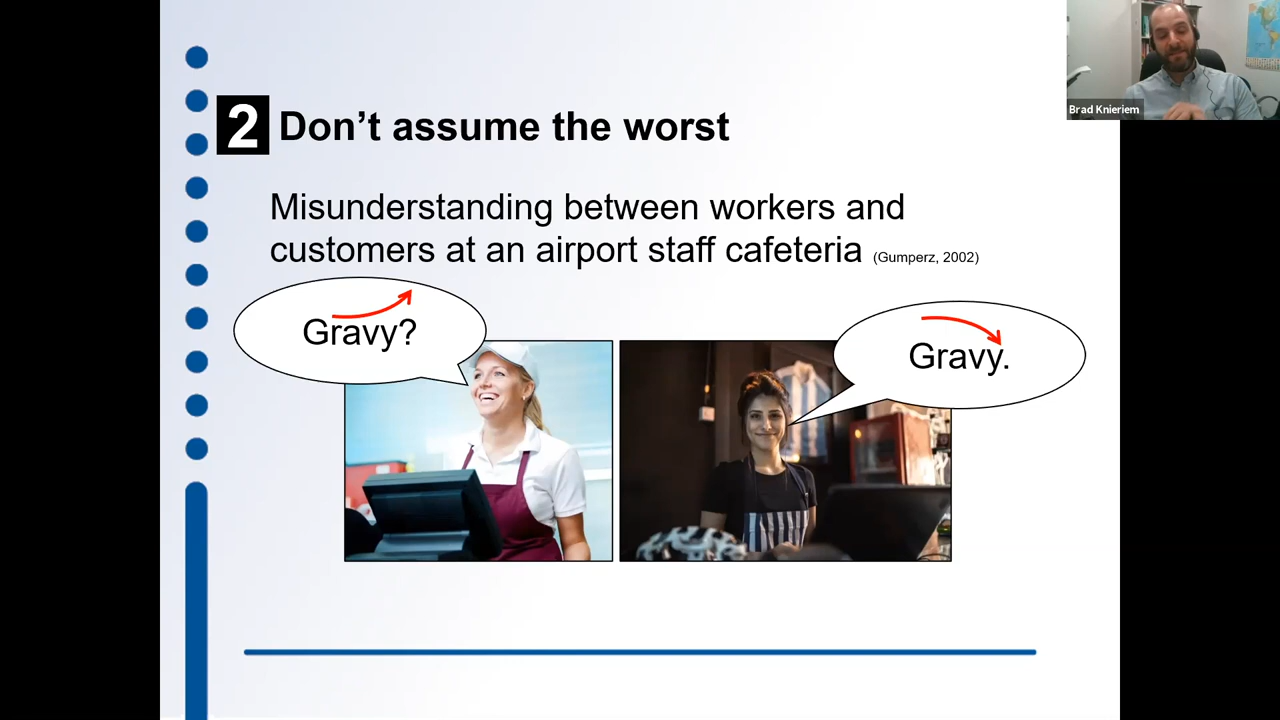 Brad Knieriem
2 Don’t assume the worst
Misunderstanding between workers and
customers at an airport staff cafeteria (Gumperz, 2002)
Gravy?
Gravy.